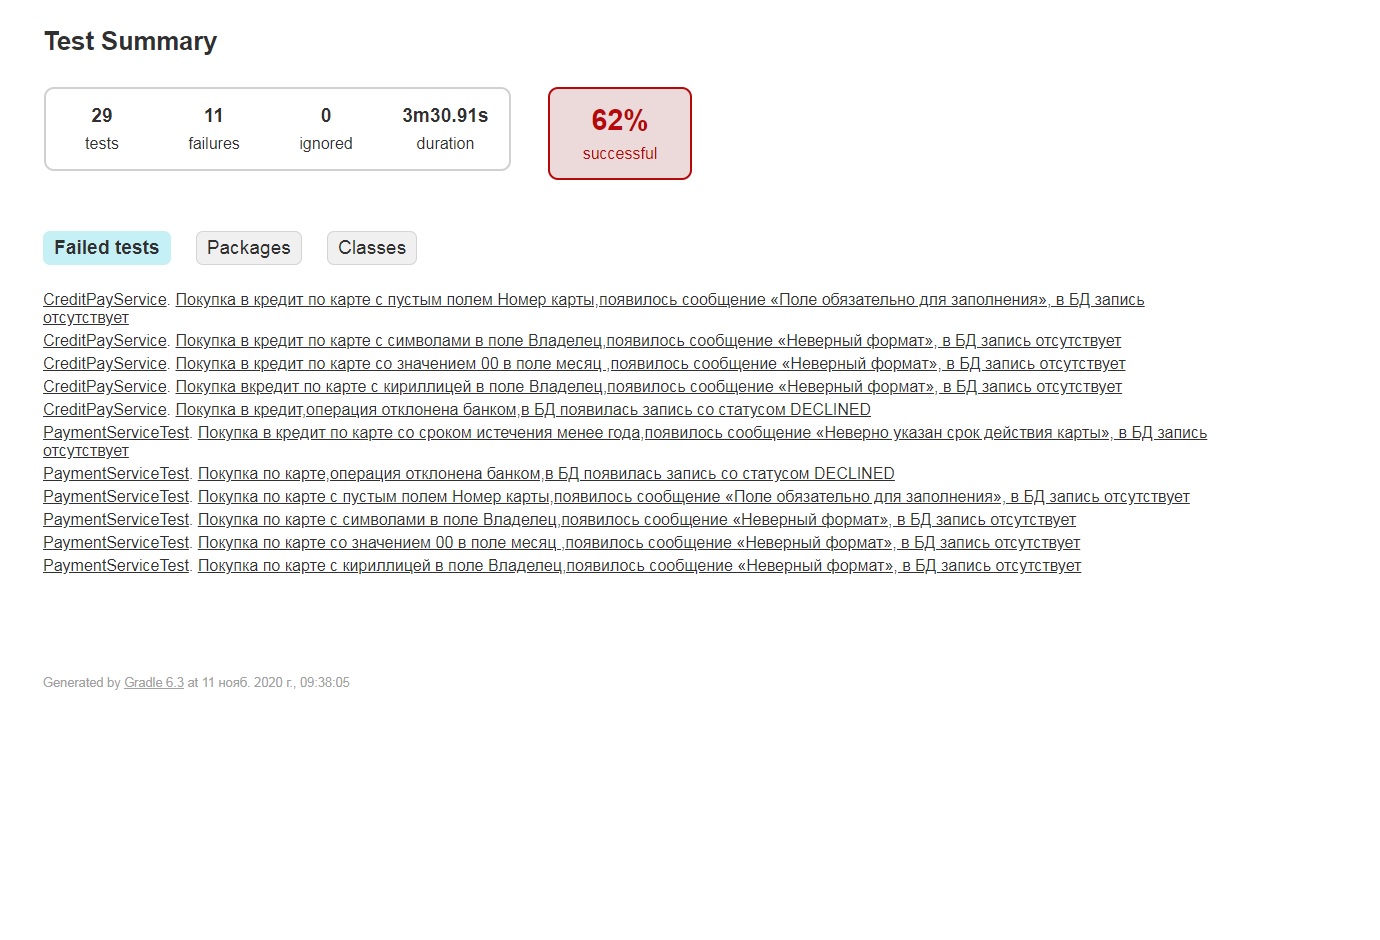 Test Summary
29 11 0 3m30.91s
tests failures ignored duration
62%
successful
Failed tests Packages Classes
CreditPayService. Покупка в кредит по карте с пустым полем Номер карты,появилось сообщение «Поле обязательно для заполнения», в БД запись
отсутствует
CreditPayService. Покупка в кредит по карте с символами в поле Владелец,появилось сообщение «Неверный формат», в БД запись отсутствует
CreditPayService. Покупка в кредит по карте со значением 00 в поле месяц ,появилось сообщение «Неверный формат», в БД запись отсутствует
CreditPayService. Покупка вкредит по карте с кириллицей в поле Владелец,появилось сообщение «Неверный формат», в БД запись отсутствует
CreditPayService. Покупка в кредит,операция отклонена банком,в БД появилась запись со статусом DECLINED
PaymentServiceTest. Покупка в кредит по карте со сроком истечения менее года,появилось сообщение «Неверно указан срок действия карты», в БД запись
отсутствует
PaymentServiceTest. Покупка по карте,операция отклонена банком,в БД появилась запись со статусом DECLINED
PaymentServiceTest. Покупка по карте с пустым полем Номер карты,появилось сообщение «Поле обязательно для заполнения», в БД запись отсутствует
PaymentServiceTest. Покупка по карте с символами в поле Владелец,появилось сообщение «Неверный формат», в БД запись отсутствует
PaymentServiceTest. Покупка по карте со значением 00 в поле месяц ,появилось сообщение «Неверный формат», в БД запись отсутствует
PaymentServiceTest. Покупка по карте с кириллицей в поле Владелец,появилось сообщение «Неверный формат», в БД запись отсутствует
Generated by Gradle 6.3 at 11 нояб. 2020 г., 09:38:05